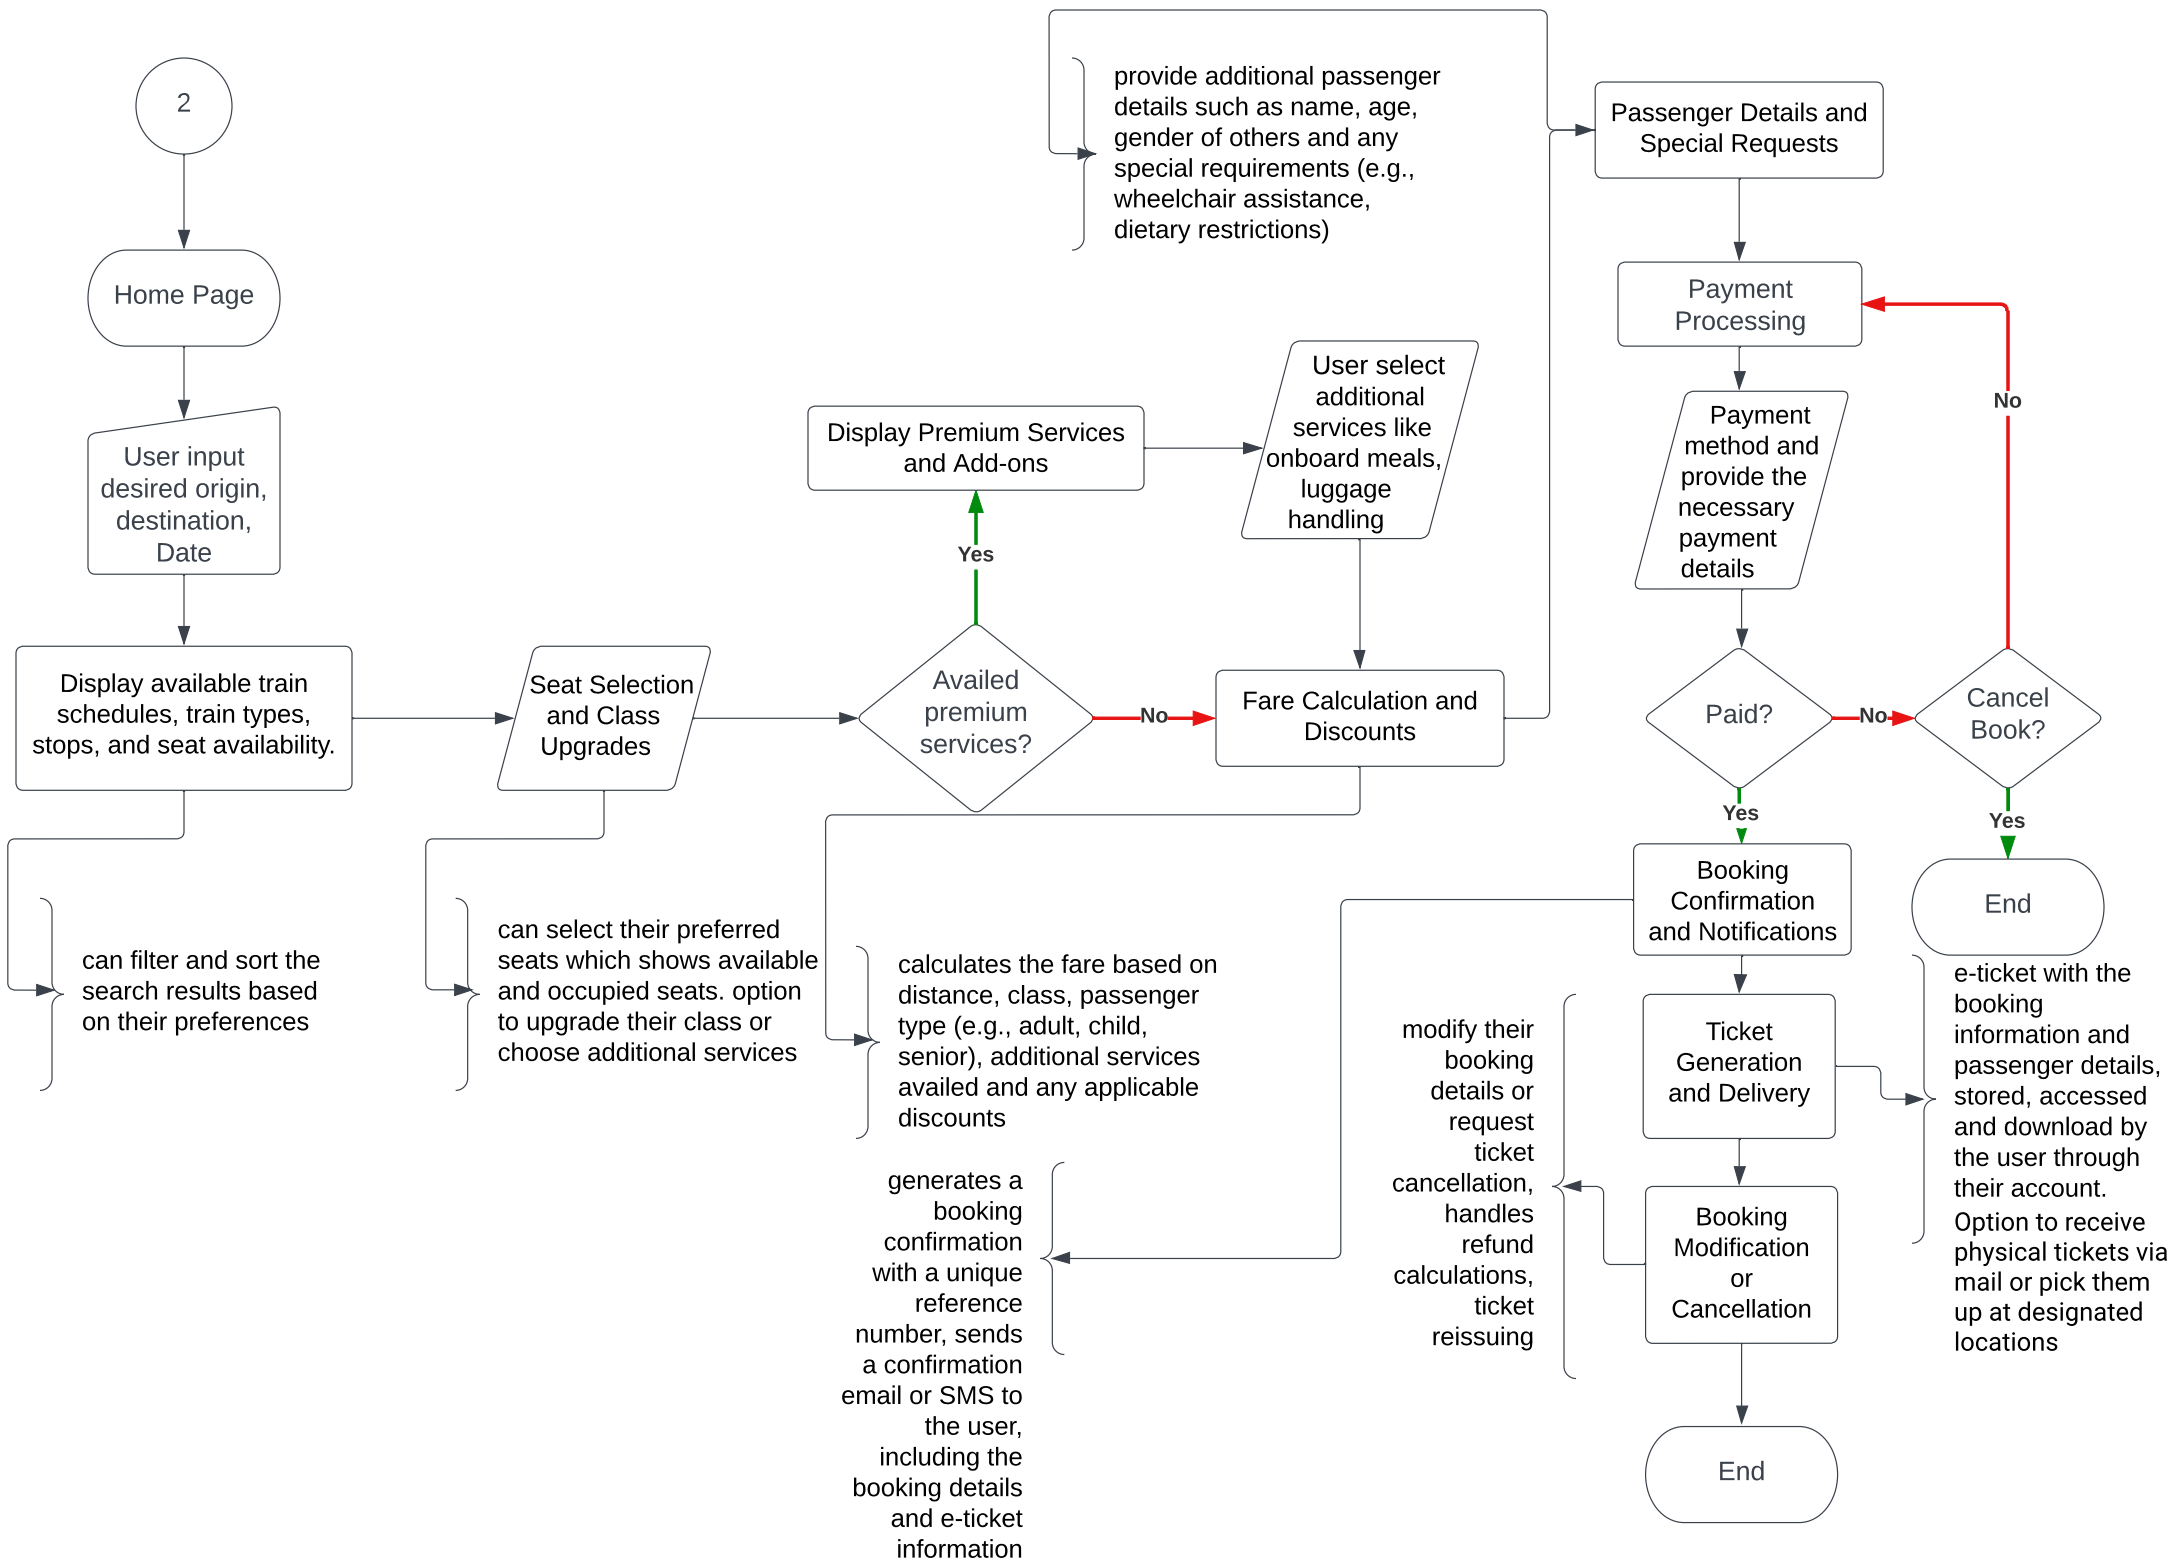 2
Home Page
User input
desired origin,
destination,
Date
Display available train
schedules, train types,
stops, and seat availability.
can filter and sort the
search results based
on their preferences
Seat Selection
and Class
Upgrades
can select their preferred
seats which shows available
and occupied seats. option
to upgrade their class or
choose additional services
Availed
premium
services?
Yes
No
Display Premium Services
and Add-ons
User select
additional
services like
onboard meals,
luggage
handling
Fare Calculation and
Discounts
calculates the fare based on
distance, class, passenger
type (e.g., adult, child,
senior), additional services
availed and any applicable
discounts
provide additional passenger
details such as name, age,
gender of others and any
special requirements (e.g.,
wheelchair assistance,
dietary restrictions)
Passenger Details and
Special Requests
Payment
Processing
Payment
method and
provide the
necessary
payment
details
Paid?
No
Cancel
Book?
No
Yes
End
Yes
Booking
Confirmation
and Notifications
generates a
booking
confirmation
with a unique
reference
number, sends
a confirmation
email or SMS to
the user,
including the
booking details
and e-ticket
information
Ticket
Generation
and Delivery
e-ticket with the
booking
information and
passenger details,
stored, accessed
and download by
the user through
their account.
Option to receive
physical tickets via
mail or pick them
up at designated
locations
Booking
Modification
or
Cancellation
modify their
booking
details or
request
ticket
cancellation,
handles
refund
calculations,
ticket
reissuing
End